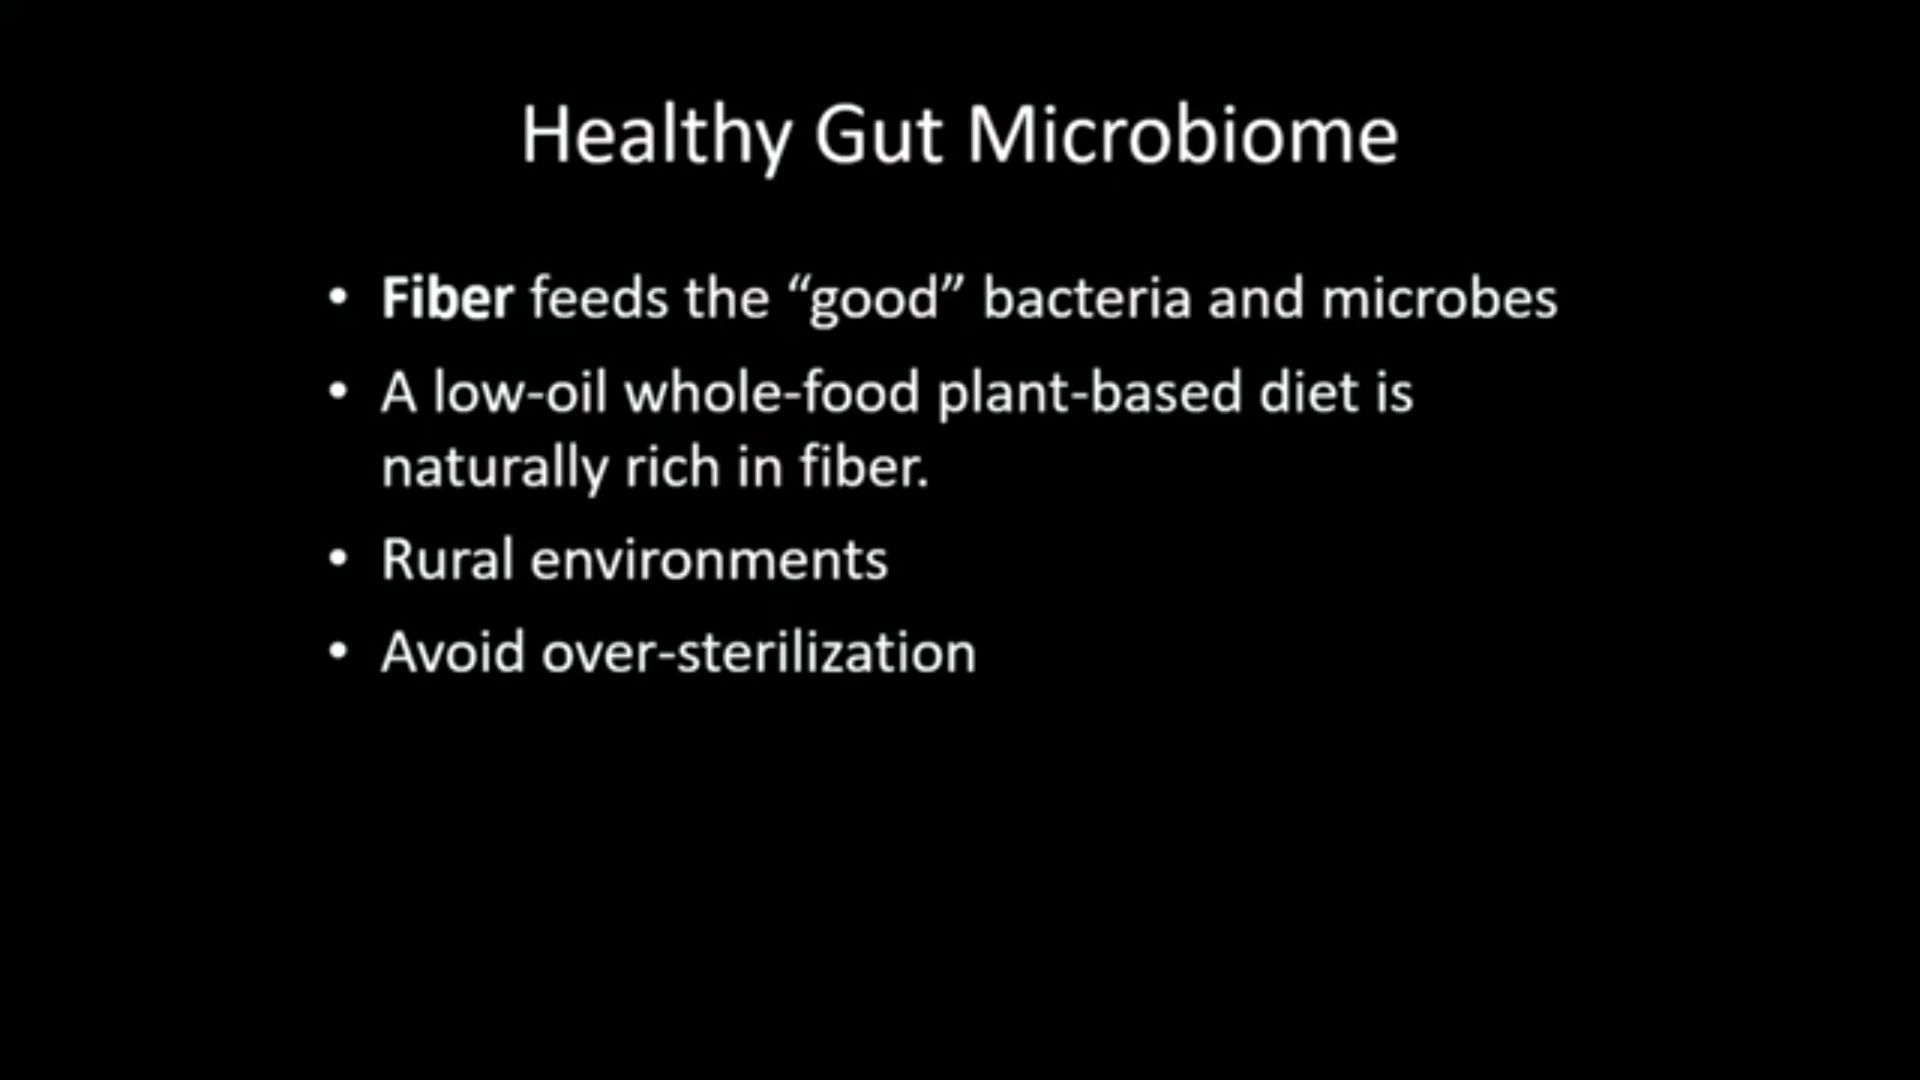 Healthy Gut Microbiome
• Fiber feeds the “good” bacteria and microbes
• A low-oil whole-food plant-based diet is
naturally rich in fiber.
• Rural environments
• Avoid over-sterilization